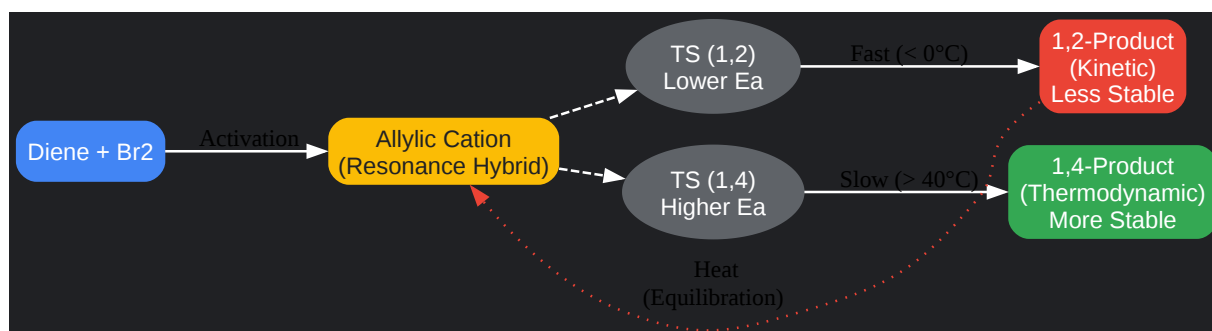 Diene + Br2
Activation
Allylic Cation
(Resonance Hybrid)
TS (1,2)
Lower Ea
Fast (< 0°C)
1,2-Product
(Kinetic)
Less Stable
TS (1,4)
Higher Ea
Slow (> 40°C)
1,4-Product
(Thermodynamic)
More Stable
Heat
(Equilibration)